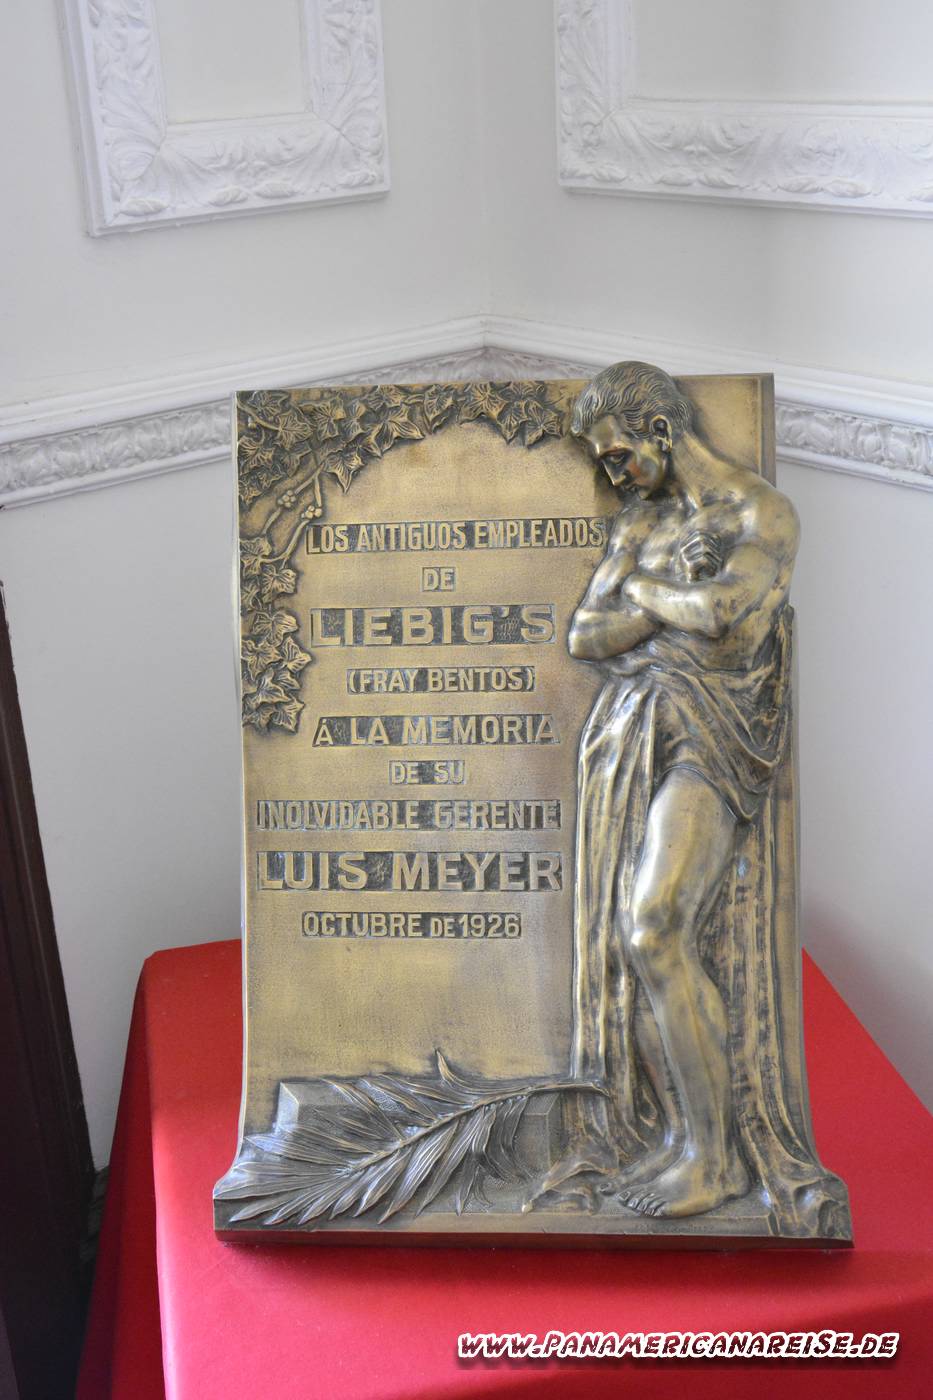 LOS ANTIGUOS EMPLEADOS
DE
LIEBIG'S
(FRAY BENTOS)
Á LA MEMORIA
DE SU
INOLVIDABLE GERENTE
LUIS MEYER
OCTUBRE DE 1926
www.PANAMERICANAREISE.DE